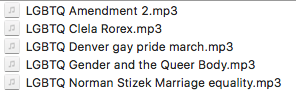 LGBTQ Amendment 2.mp3
LGBTQ Clela Rorex.mp3
LGBTQ Denver gay pride march.mp3
LGBTQ Gender and the Queer Body.mp3
LGBTQ Norman Stizek Marriage equality.mp3